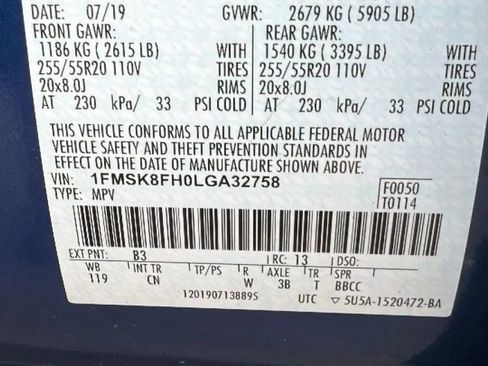 DATE: 07/19 GVWR: 2679 KG ( 5905 LB)
FRONT GAWR: REAR GAWR:
1186 KG ( 2615 LB) WITH 1540 KG ( 3395 LB) WITH
255/55R20 110V TIRES 255/55R20 110V TIRES
20x8.0J RIMS 20x8.0J RIMS
AT 230 kPa/ 33 PSI COLD AT 230 kPa/ 33 PSI COLD
THIS VEHICLE CONFORMS TO ALL APPLICABLE FEDERAL MOTOR
VEHICLE SAFETY AND THEFT PREVENTION STANDARDS IN
EFFECT ON THE DATE OF MANUFACTURE SHOWN ABOVE.
VIN: 1FMSK8FH0LGA32758
TYPE: MPV
F0050
T0114
EXT PNT: B3 RC: 13 DSO:
WB INT TR TP/PS R AXLE TR SPR
119 CN W 3B T BBCC
120190713889S UTC ▽ 5U5A-1520472-BA